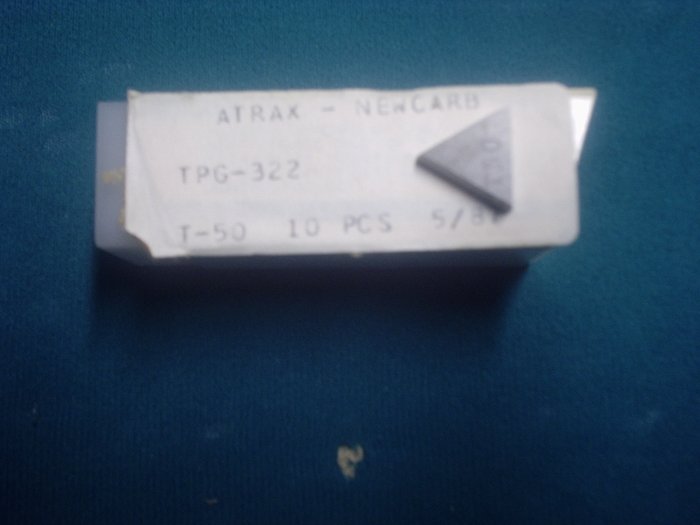 ATRAX - NEWCARB
TPG-322
T-50 10 PCS